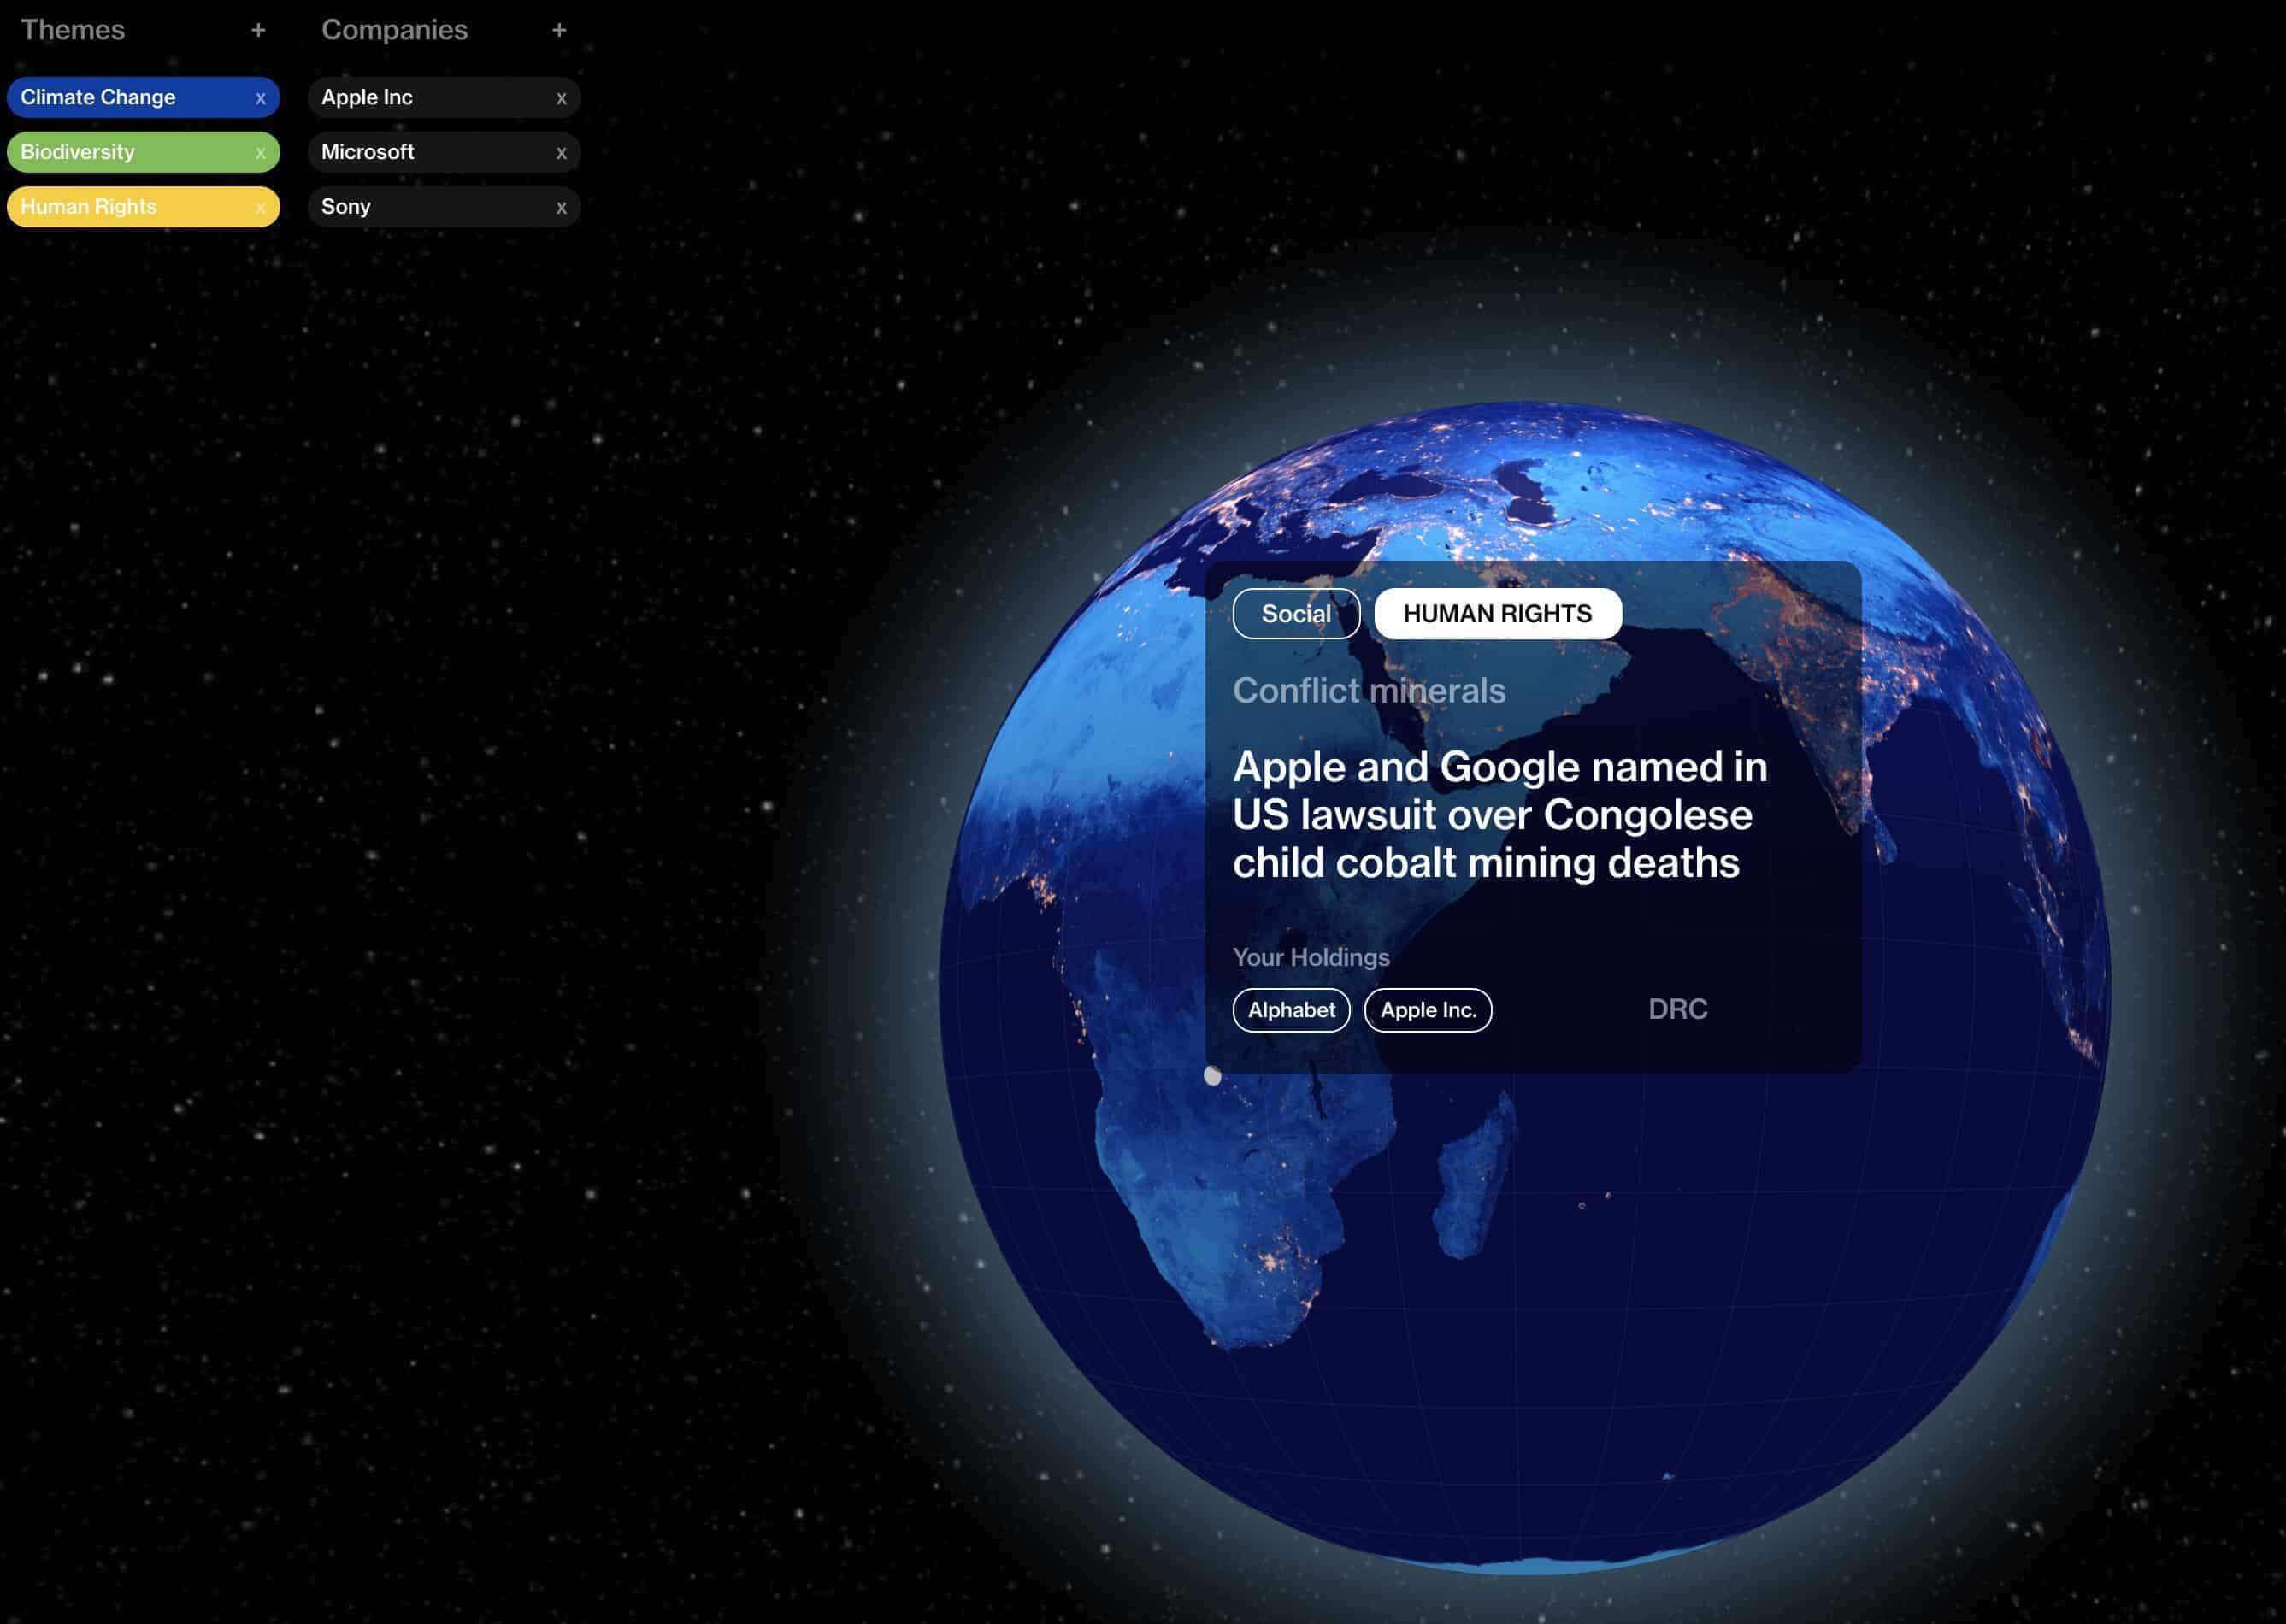 Themes +
Climate Change x
Biodiversity x
Human Rights x
Companies +
Apple Inc x
Microsoft x
Sony x
Social HUMAN RIGHTS
Conflict minerals
Apple and Google named in
US lawsuit over Congolese
child cobalt mining deaths
Your Holdings
Alphabet Apple Inc. DRC